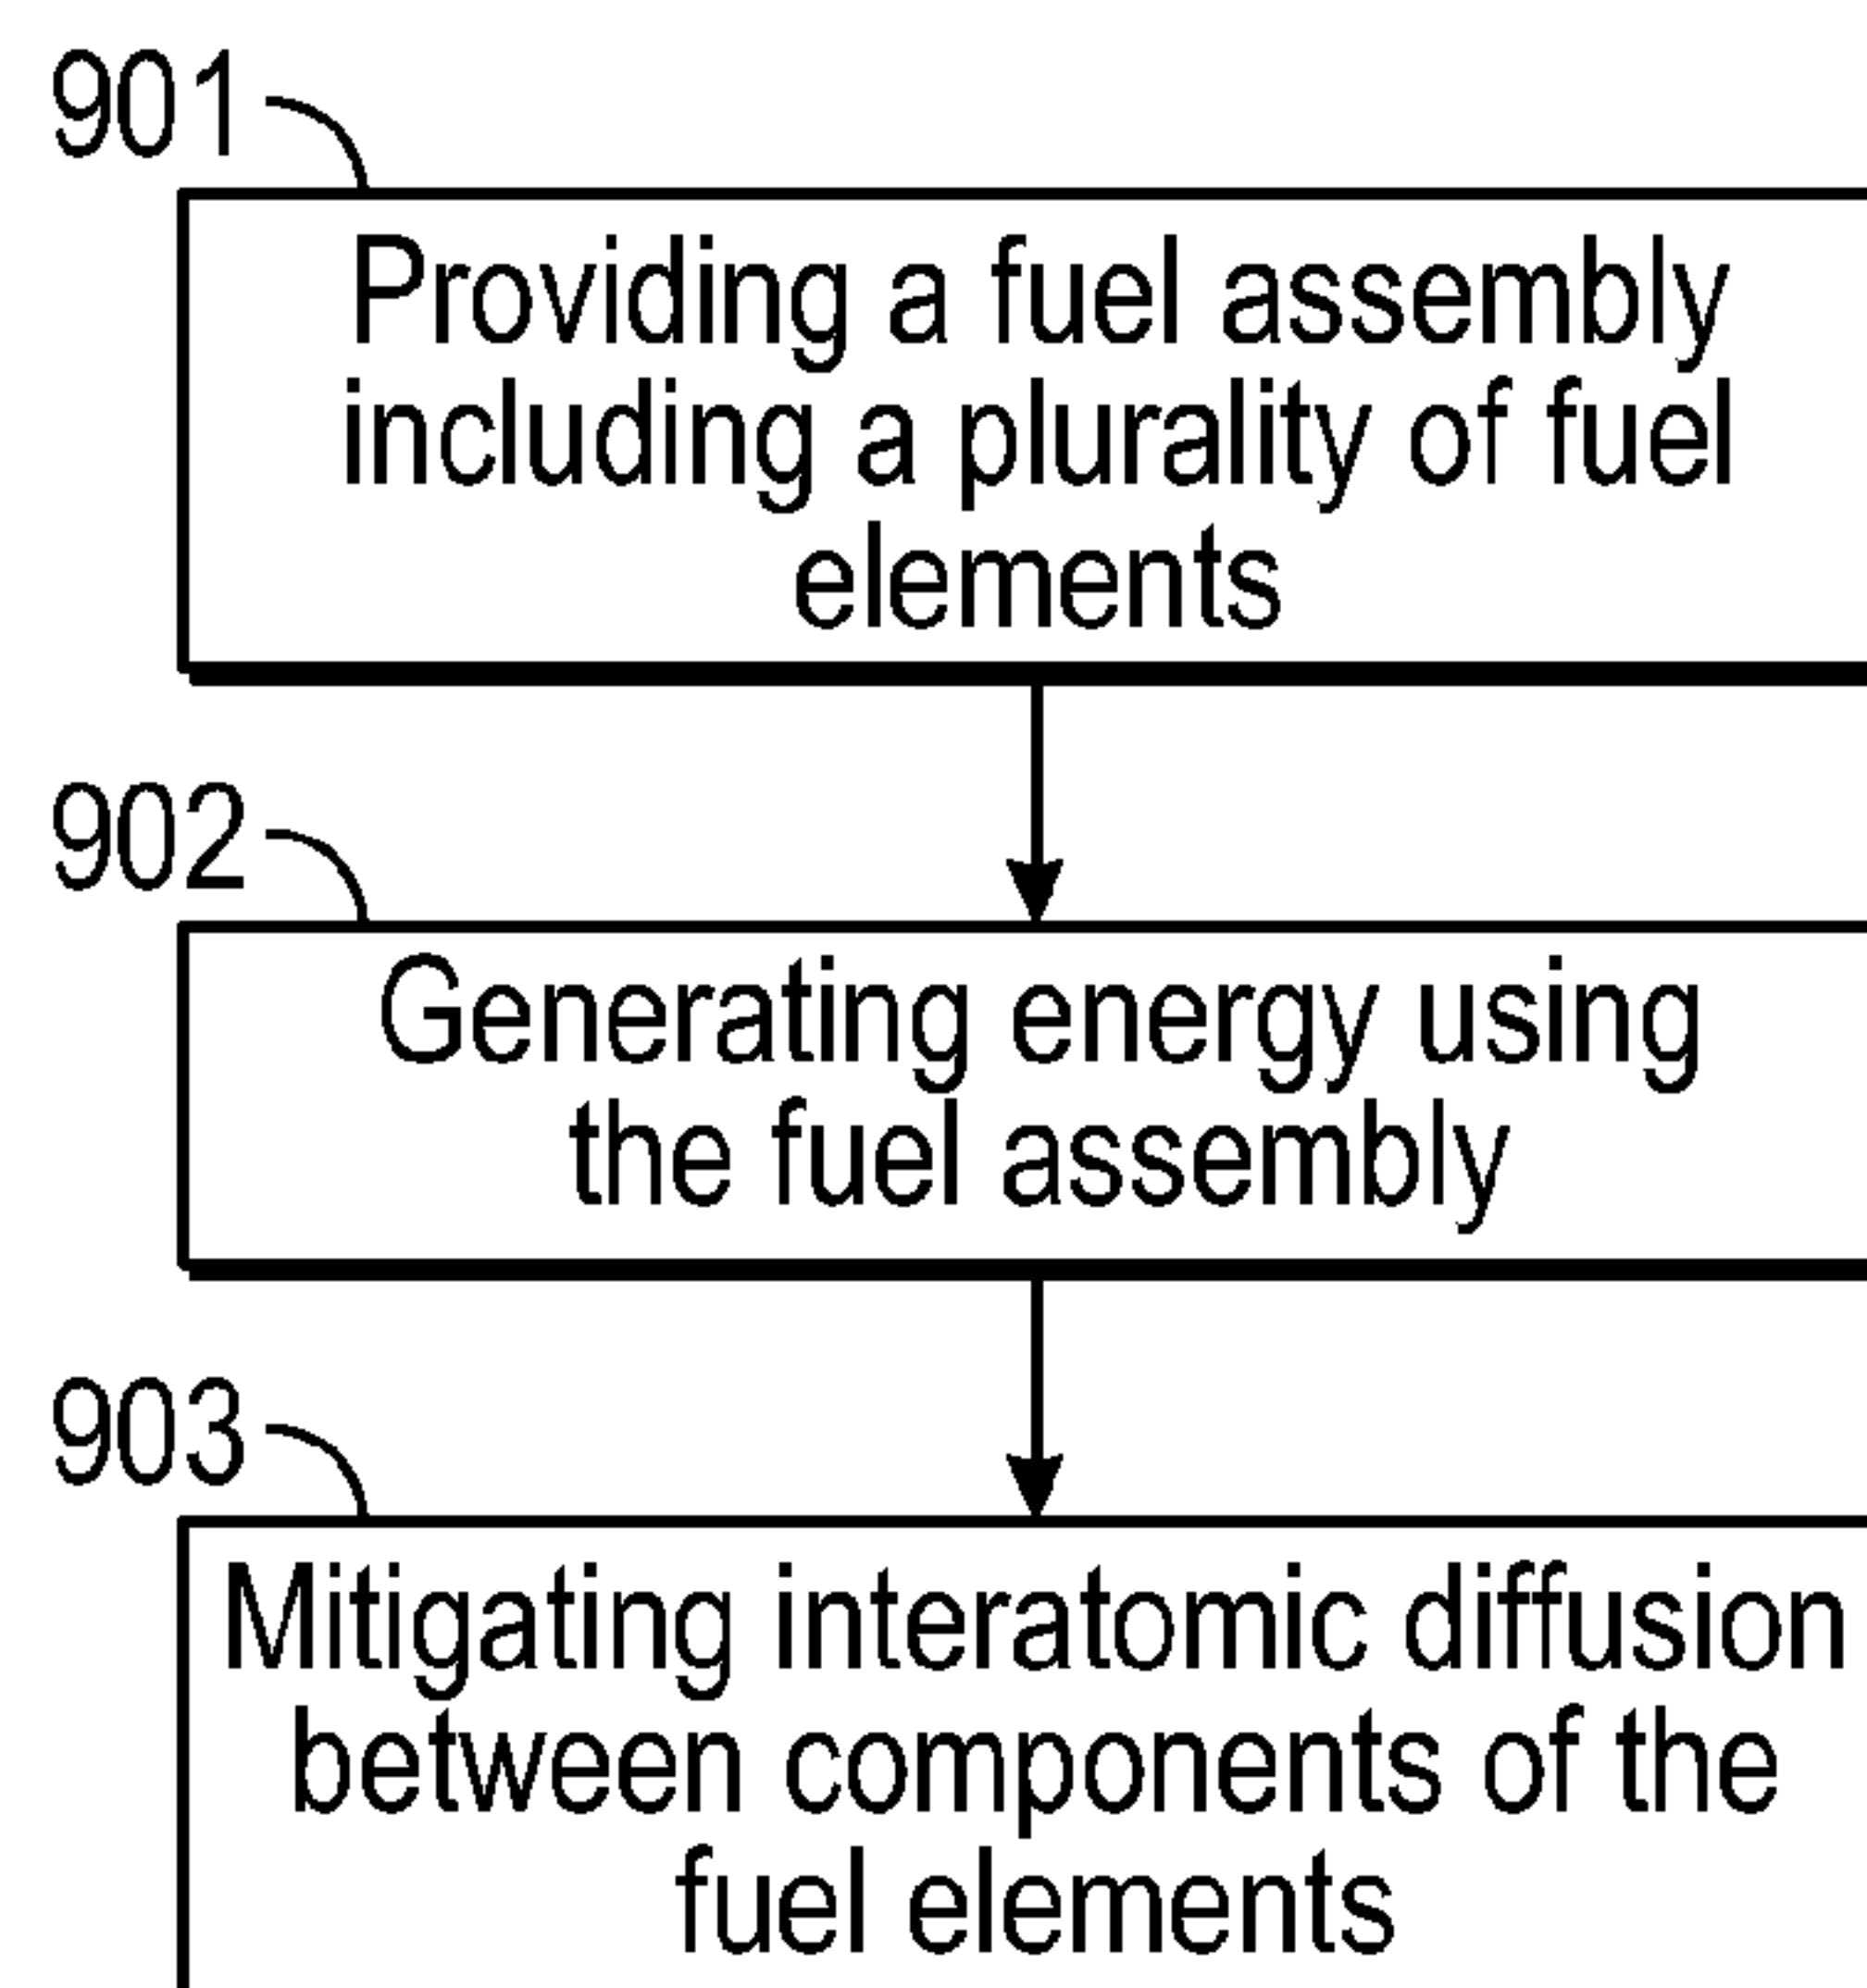 901
Providing a fuel assembly
including a plurality of fuel
elements
902
Generating energy using
the fuel assembly
903
Mitigating interatomic diffusion
between components of the
fuel elements